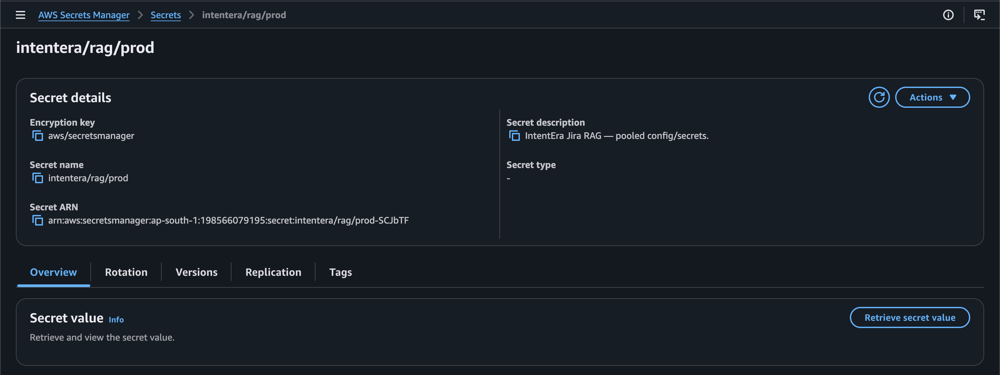 AWS Secrets Manager > Secrets > intentera/rag/prod
intentera/rag/prod
Secret details
Actions
Encryption key
aws/secretsmanager
Secret name
intentera/rag/prod
Secret ARN
arn:aws:secretsmanager:ap-south-1:198566079195:secret:intentera/rag/prod-SCJbTF
Secret description
IntentEra Jira RAG — pooled config/secrets.
Secret type
-
Overview Rotation Versions Replication Tags
Secret value Info
Retrieve secret value
Retrieve and view the secret value.